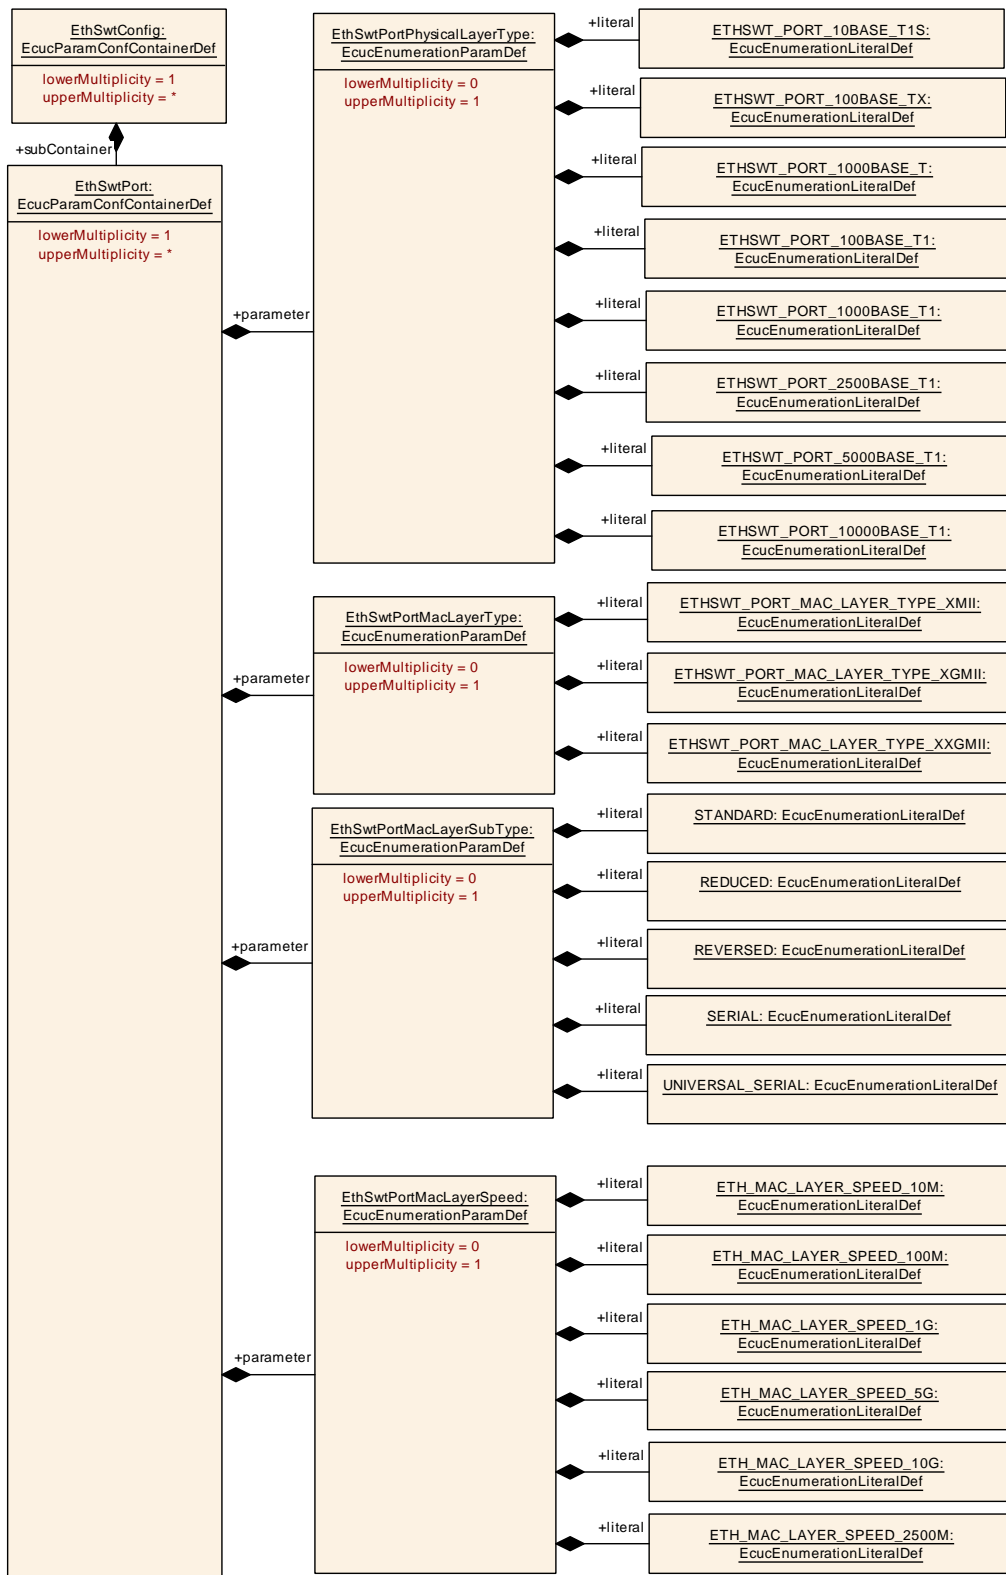 EthSwtConfig:
EcucParamConfContainerDef
lowerMultiplicity = 1
upperMultiplicity = *
+subContainer
EthSwtPort:
EcucParamConfContainerDef
lowerMultiplicity = 1
upperMultiplicity = *
+parameter
EthSwtPortPhysicalLayerType:
EcucEnumerationParamDef
lowerMultiplicity = 0
upperMultiplicity = 1
+literal
ETHSWT_PORT_10BASE_T1S:
EcucEnumerationLiteralDef
+literal
ETHSWT_PORT_100BASE_TX:
EcucEnumerationLiteralDef
+literal
ETHSWT_PORT_1000BASE_T:
EcucEnumerationLiteralDef
+literal
ETHSWT_PORT_100BASE_T1:
EcucEnumerationLiteralDef
+literal
ETHSWT_PORT_1000BASE_T1:
EcucEnumerationLiteralDef
+literal
ETHSWT_PORT_2500BASE_T1:
EcucEnumerationLiteralDef
+literal
ETHSWT_PORT_5000BASE_T1:
EcucEnumerationLiteralDef
+literal
ETHSWT_PORT_10000BASE_T1:
EcucEnumerationLiteralDef
+parameter
EthSwtPortMacLayerType:
EcucEnumerationParamDef
lowerMultiplicity = 0
upperMultiplicity = 1
+literal
ETHSWT_PORT_MAC_LAYER_TYPE_XMII:
EcucEnumerationLiteralDef
+literal
ETHSWT_PORT_MAC_LAYER_TYPE_XGMII:
EcucEnumerationLiteralDef
+literal
ETHSWT_PORT_MAC_LAYER_TYPE_XXGMII:
EcucEnumerationLiteralDef
+parameter
EthSwtPortMacLayerSubType:
EcucEnumerationParamDef
lowerMultiplicity = 0
upperMultiplicity = 1
+literal
STANDARD: EcucEnumerationLiteralDef
+literal
REDUCED: EcucEnumerationLiteralDef
+literal
REVERSED: EcucEnumerationLiteralDef
+literal
SERIAL: EcucEnumerationLiteralDef
+literal
UNIVERSAL_SERIAL: EcucEnumerationLiteralDef
+parameter
EthSwtPortMacLayerSpeed:
EcucEnumerationParamDef
lowerMultiplicity = 0
upperMultiplicity = 1
+literal
ETH_MAC_LAYER_SPEED_10M:
EcucEnumerationLiteralDef
+literal
ETH_MAC_LAYER_SPEED_100M:
EcucEnumerationLiteralDef
+literal
ETH_MAC_LAYER_SPEED_1G:
EcucEnumerationLiteralDef
+literal
ETH_MAC_LAYER_SPEED_5G:
EcucEnumerationLiteralDef
+literal
ETH_MAC_LAYER_SPEED_10G:
EcucEnumerationLiteralDef
+literal
ETH_MAC_LAYER_SPEED_2500M:
EcucEnumerationLiteralDef